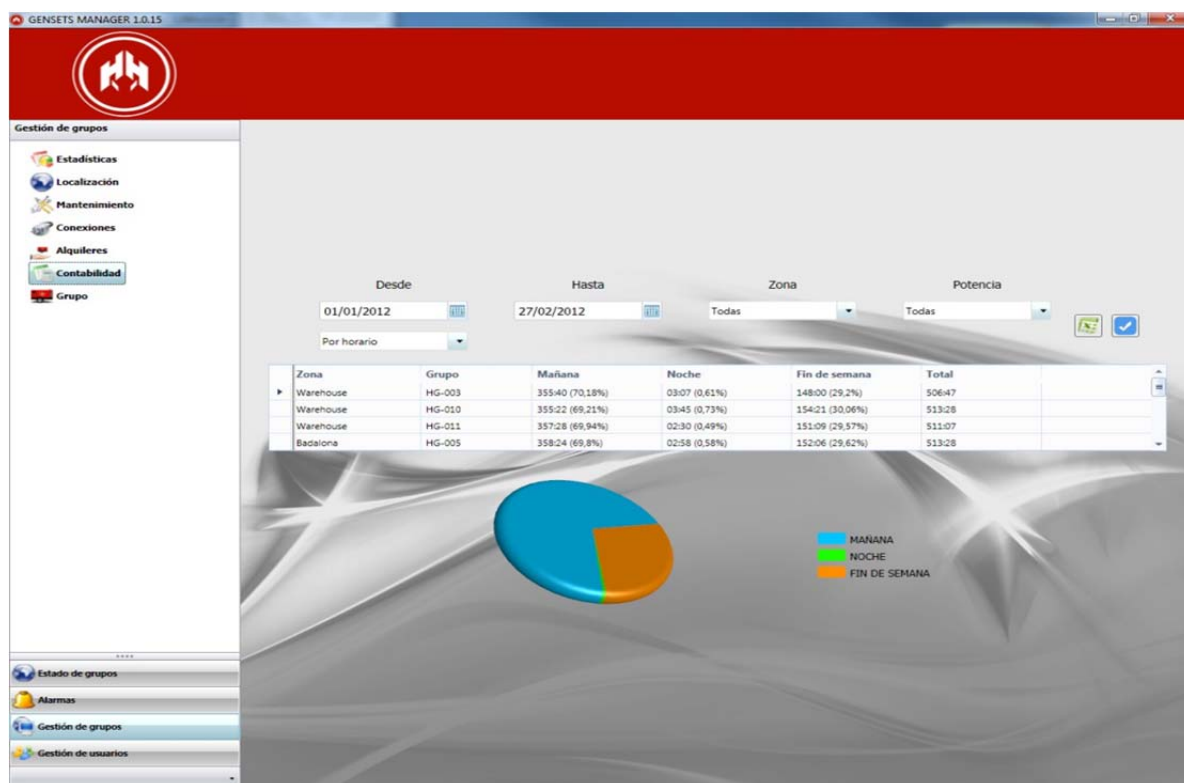 GENSETS MANAGER 1.0.15
Gestión de grupos
Estadísticas
Localización
Mantenimiento
Conexiones
Alquileres
Contabilidad
Grupo
Desde Hasta Zona Potencia
01/01/2012 27/02/2012 Todas Todas
Por horario
Zona Grupo Mañana Noche Fin de semana Total
Warehouse HG-003 355:40 (70,18%) 03:07 (0,61%) 148:00 (29,2%) 506:47
Warehouse HG-010 355:22 (69,21%) 03:45 (0,73%) 154:21 (30,06%) 513:28
Warehouse HG-011 357:28 (69,94%) 02:30 (0,49%) 151:09 (29,57%) 511:07
Badalona HG-005 358:24 (69,8%) 02:58 (0,58%) 152:06 (29,62%) 513:28
MAÑANA
NOCHE
FIN DE SEMANA
Estado de grupos
Alarmas
Gestión de grupos
Gestión de usuarios